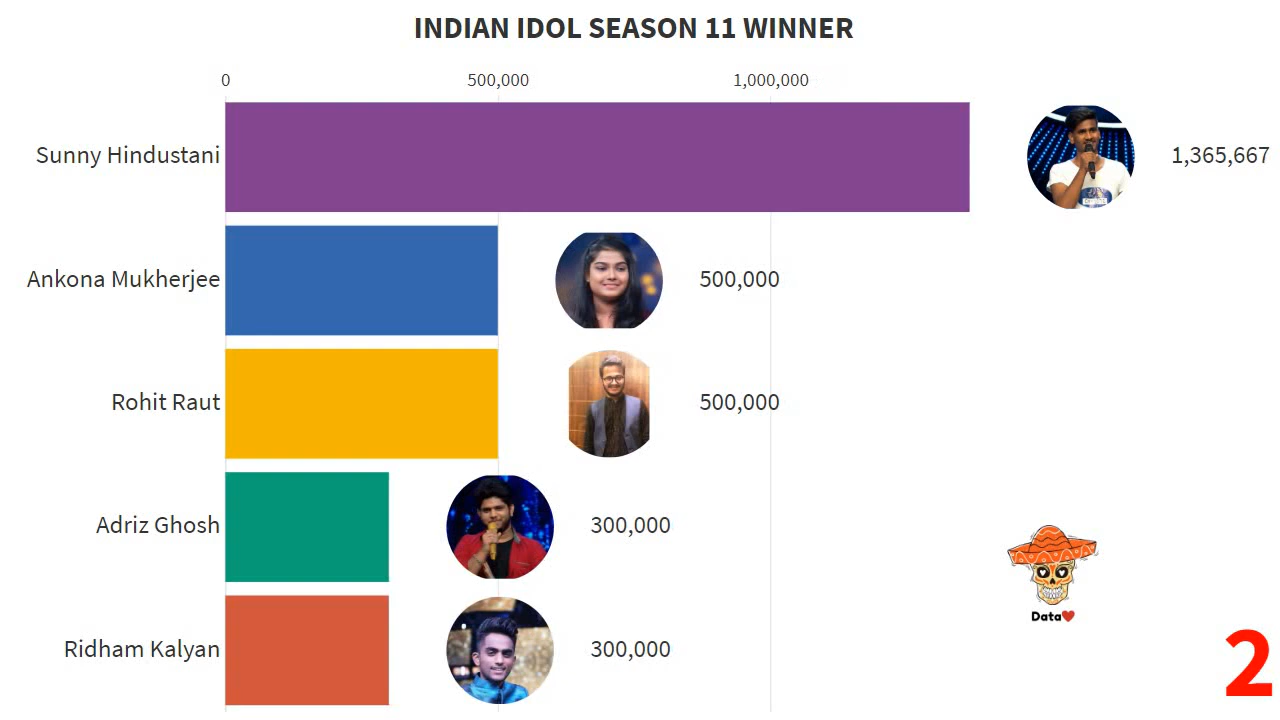 INDIAN IDOL SEASON 11 WINNER
0 500,000 1,000,000
Sunny Hindustani 1,365,667
Ankona Mukherjee 500,000
Rohit Raut 500,000
Adriz Ghosh 300,000
Ridham Kalyan 300,000
Data
2